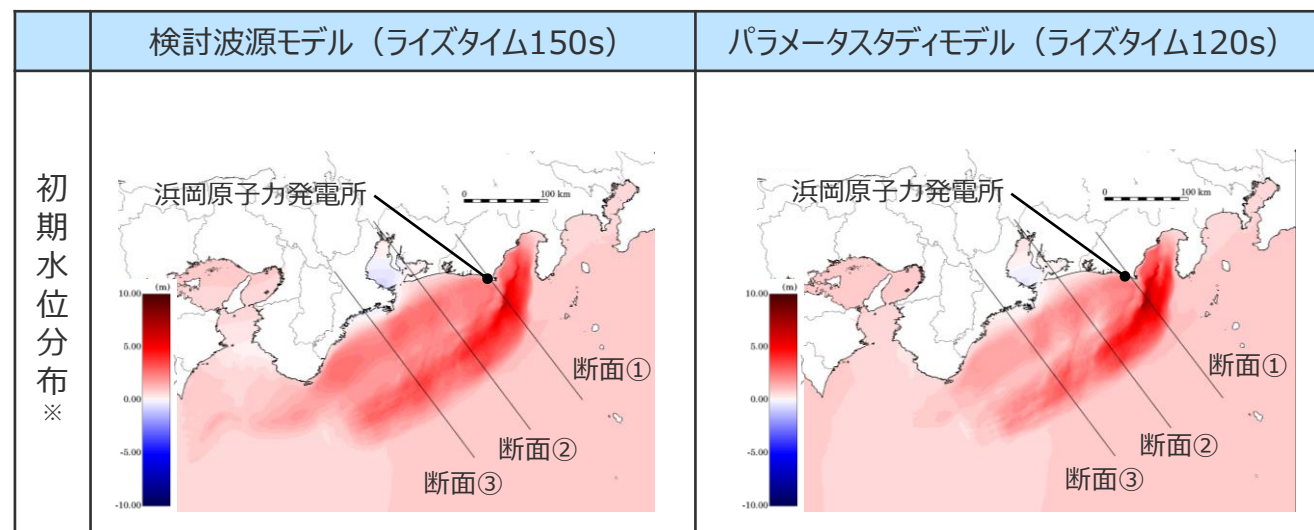 検討波源モデル（ライズタイム150s）
パラメータスタディモデル（ライズタイム120s）
初期水位分布※
浜岡原子力発電所
0 100 km
(m)
10.00
5.00
0.00
-5.00
-10.00
断面①
断面②
断面③
浜岡原子力発電所
0 100 km
(m)
10.00
5.00
0.00
-5.00
-10.00
断面①
断面②
断面③